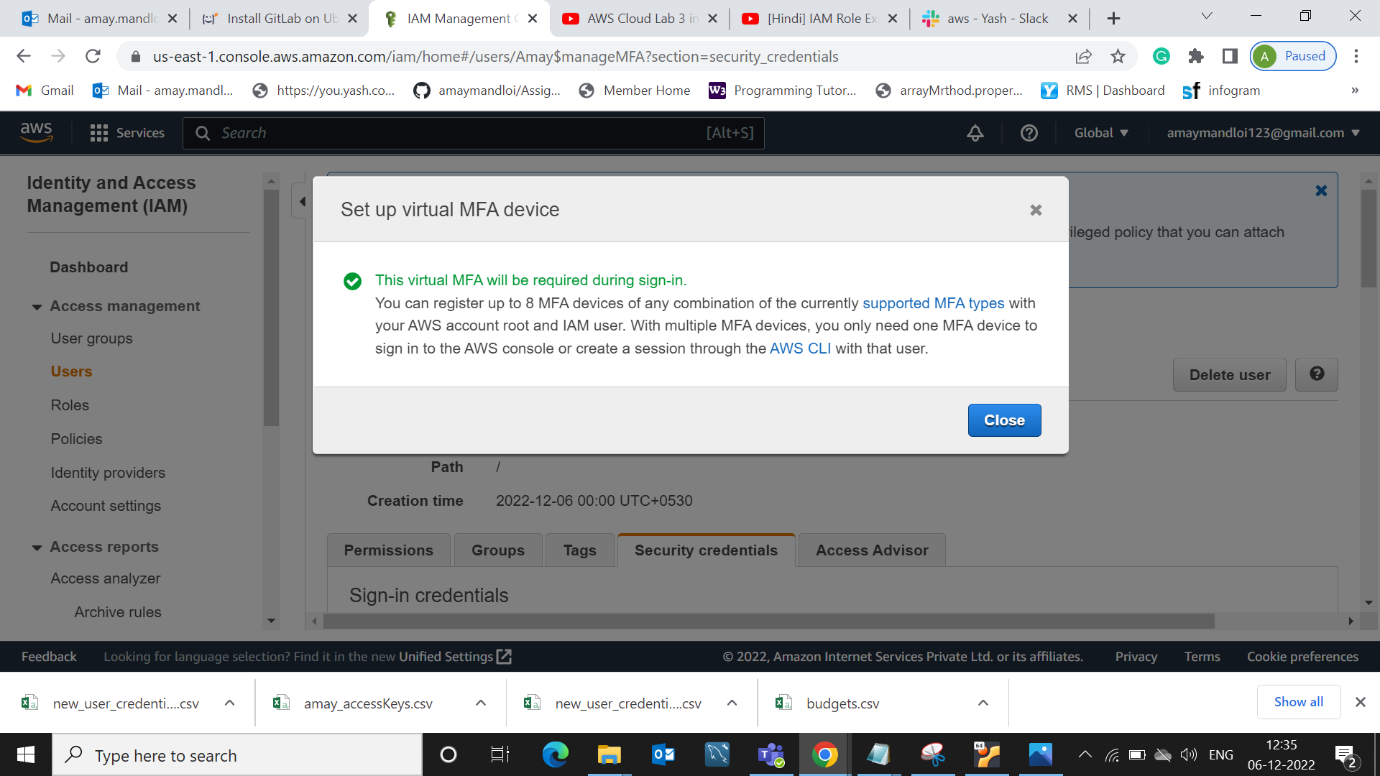 Mail - amay.mandl
Install GitLab on Ub
IAM Management C
AWS Cloud Lab 3 in
[Hindi] IAM Role Ex
aws - Yash - Slack
us-east-1.console.aws.amazon.com/iam/home#/users/Amay$manageMFA?section=security_credentials
A Paused
Gmail
Mail - amay.mandl...
https://you.yash.co...
amaymandloi/Assig...
Member Home
W3 Programming Tutor...
arrayMrthod.proper...
RMS | Dashboard
sf infogram
»
aws
Services
Search [Alt+S]
Global
amaymandloi123@gmail.com
Identity and Access
Management (IAM)
Dashboard
Access management
User groups
Users
Roles
Policies
Identity providers
Account settings
Access reports
Access analyzer
Archive rules
Set up virtual MFA device
This virtual MFA will be required during sign-in.
You can register up to 8 MFA devices of any combination of the currently supported MFA types with
your AWS account root and IAM user. With multiple MFA devices, you only need one MFA device to
sign in to the AWS console or create a session through the AWS CLI with that user.
Close
ileged policy that you can attach
Delete user
Path /
Creation time 2022-12-06 00:00 UTC+0530
Permissions
Groups
Tags
Security credentials
Access Advisor
Sign-in credentials
Feedback
Looking for language selection? Find it in the new Unified Settings
© 2022, Amazon Internet Services Private Ltd. or its affiliates.
Privacy
Terms
Cookie preferences
new_user_credenti....csv
amay_accessKeys.csv
new_user_credenti....csv
budgets.csv
Show all
Type here to search
64
ENG
12:35
06-12-2022
2